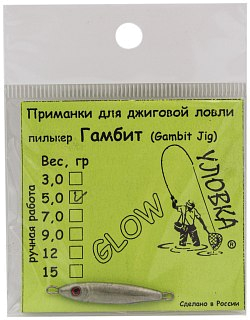 Приманки для джиговой ловли
пилькер Гамбит (Gambit Jig)
Вес, гр
3,0
5,0
7,0
9,0
12
15
ручная работа
GLOW
УЛОВКА
Сделано в России